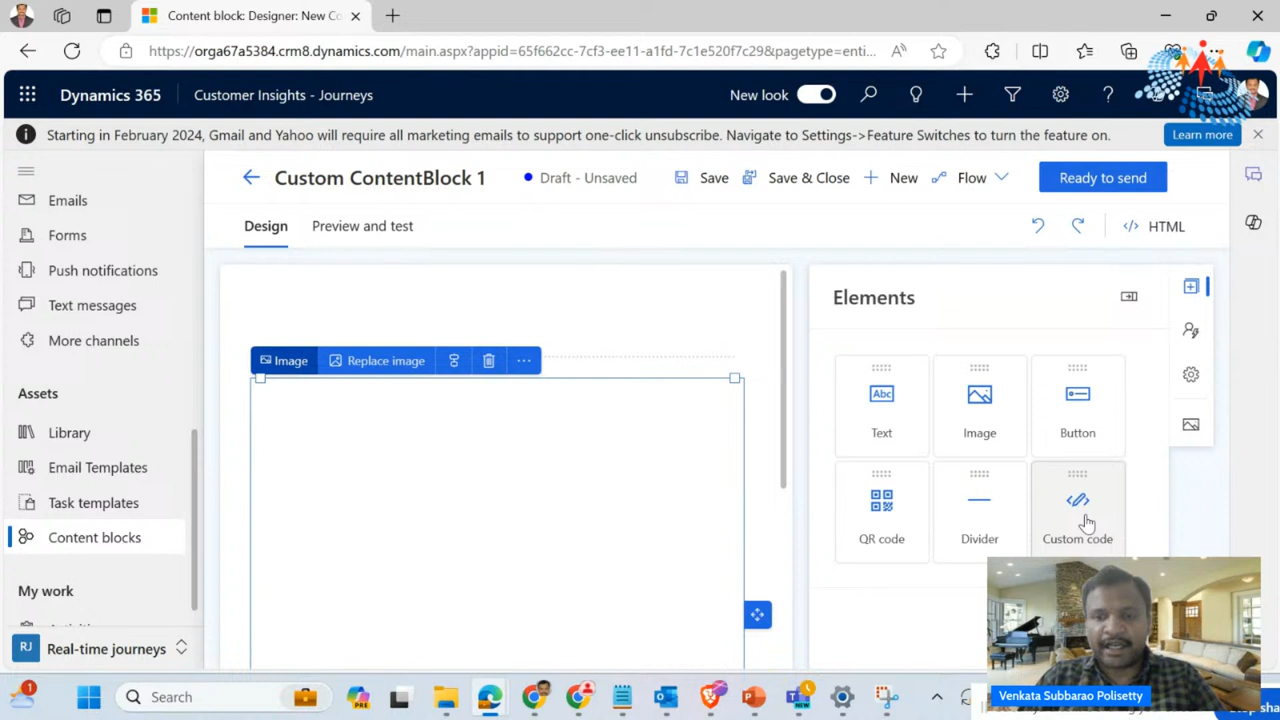 Content block: Designer: New Co
https://orga67a5384.crm8.dynamics.com/main.aspx?appid=65f662cc-7cf3-ee11-a1fd-7c1e520f7c29&pagetype=enti...
Dynamics 365
Customer Insights - Journeys
New look
Starting in February 2024, Gmail and Yahoo will require all marketing emails to support one-click unsubscribe. Navigate to Settings->Feature Switches to turn the feature on.
Learn more
Emails
Forms
Push notifications
Text messages
More channels
Assets
Library
Email Templates
Task templates
Content blocks
My work
RJ
Real-time journeys
Custom ContentBlock 1
Draft - Unsaved
Save
Save & Close
New
Flow
Ready to send
Design
Preview and test
HTML
Image
Replace image
Elements
Abc
Text
Image
Button
QR code
Divider
Custom code
Venkata Subbarao Polisetty
1
Search
NEW